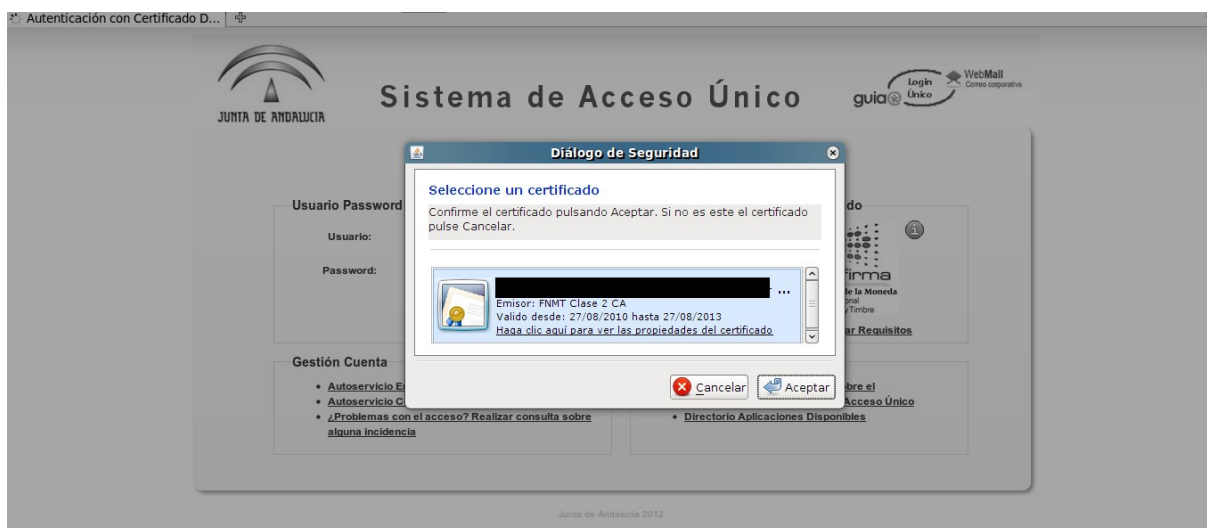 Autenticación con Certificado D...
JUNTA DE ANDALUCIA
Sistema de Acceso Único
guia
Login
Único
WebMail
Correo corporativo
Diálogo de Seguridad
Seleccione un certificado
Confirme el certificado pulsando Aceptar. Si no es este el certificado
pulse Cancelar.
...
Emisor: FNMT Clase 2 CA
Valido desde: 27/08/2010 hasta 27/08/2013
Haga clic aquí para ver las propiedades del certificado
Cancelar
Aceptar
Usuario Password
Usuario:
Password:
do
firma
de la Moneda
y Timbre
ar Requisitos
Gestión Cuenta
Autoservicio E
Autoservicio C
¿Problemas con el acceso? Realizar consulta sobre
alguna incidencia
bre el
Acceso Único
Directorio Aplicaciones Disponibles
Junta de Andalucia 2012